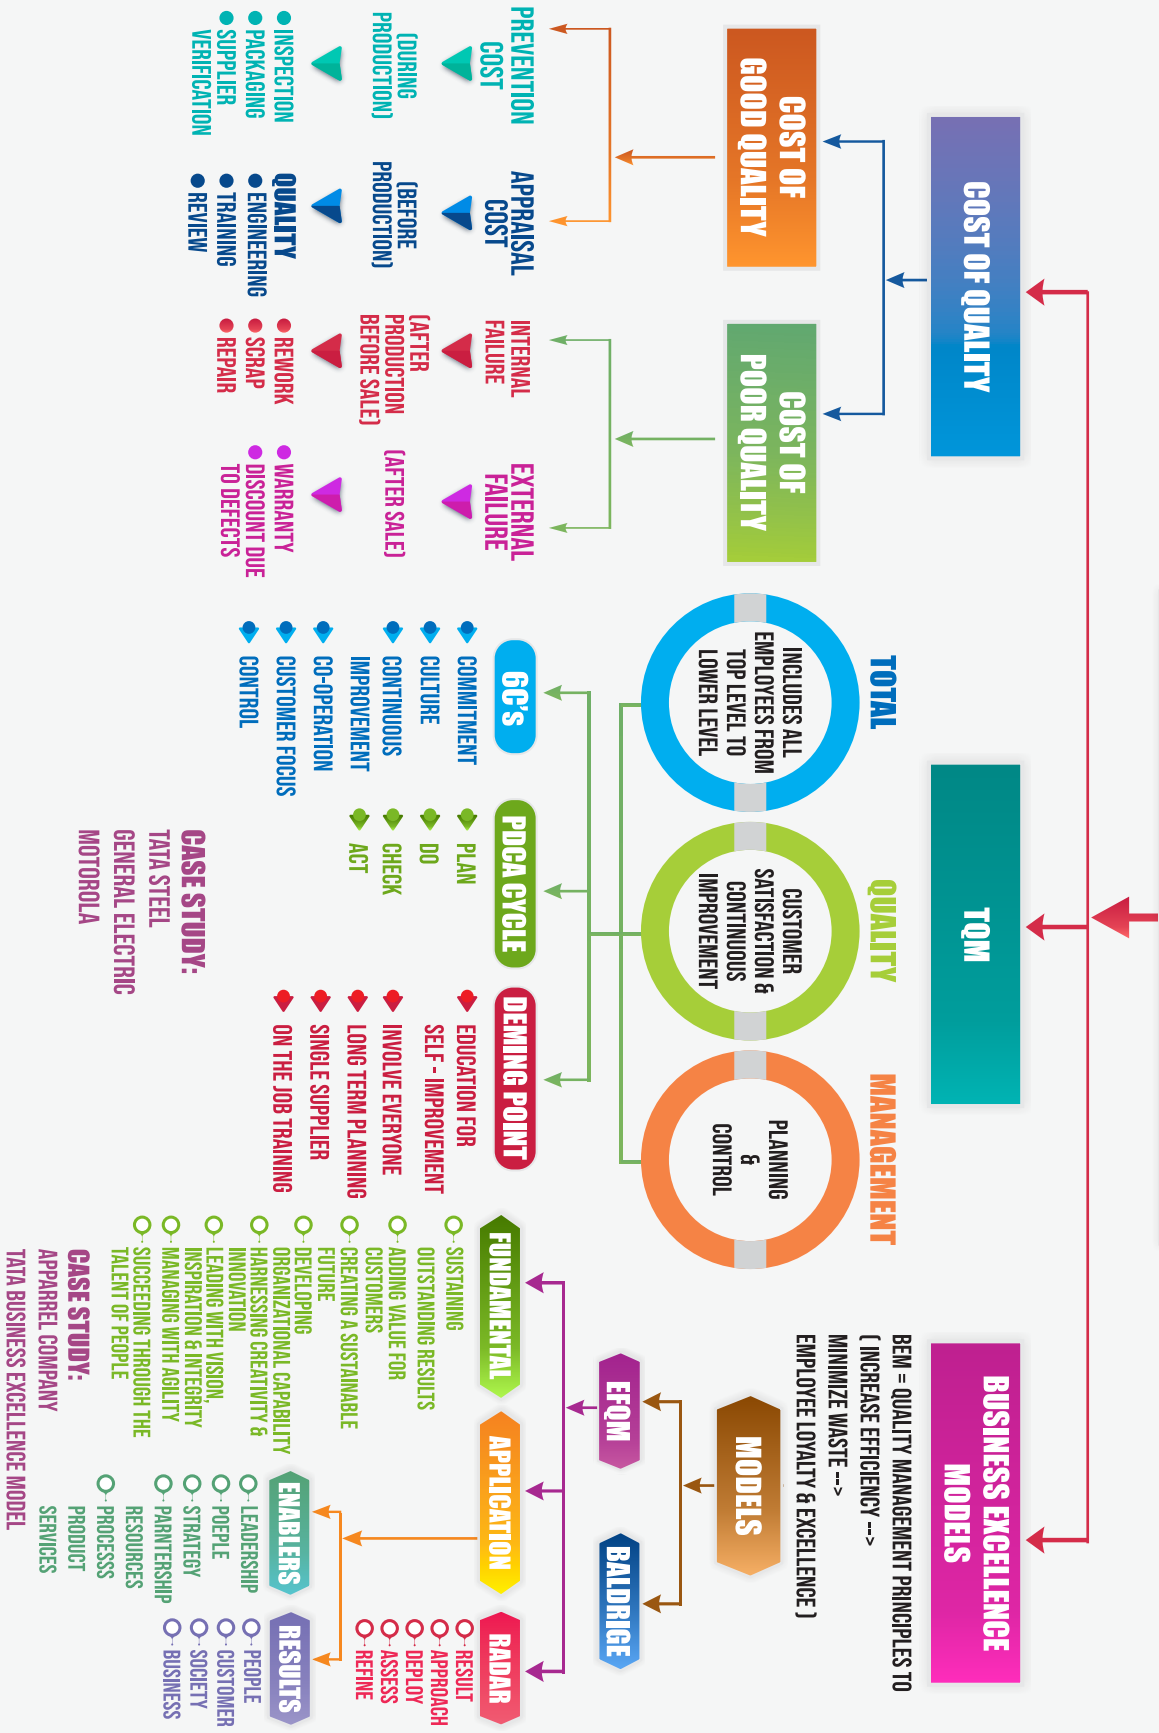 COST OF QUALITY
COST OF
GOOD QUALITY
COST OF
POOR QUALITY
PREVENTION
COST
(DURING
PRODUCTION)
INSPECTION
PACKAGING
SUPPLIER
VERIFICATION
APPRAISAL
COST
(BEFORE
PRODUCTION)
QUALITY
ENGINEERING
TRAINING
REVIEW
INTERNAL
FAILURE
(AFTER
PRODUCTION
BEFORE SALE)
REWORK
SCRAP
REPAIR
EXTERNAL
FAILURE
(AFTER SALE)
WARRANTY
DISCOUNT DUE
TO DEFECTS
TQM
TOTAL
INCLUDES ALL
EMPLOYEES FROM
TOP LEVEL TO
LOWER LEVEL
QUALITY
CUSTOMER
SATISFACTION &
CONTINUOUS
IMPROVEMENT
MANAGEMENT
PLANNING
&
CONTROL
6C's
COMMITMENT
CULTURE
CONTINUOUS
IMPROVEMENT
CO-OPERATION
CUSTOMER FOCUS
CONTROL
PDCA CYCLE
PLAN
DO
CHECK
ACT
DEMING POINT
EDUCATION FOR
SELF - IMPROVEMENT
INVOLVE EVERYONE
LONG TERM PLANNING
SINGLE SUPPLIER
ON THE JOB TRAINING
CASE STUDY:
TATA STEEL
GENERAL ELECTRIC
MOTOROLA
BUSINESS EXCELLENCE
MODELS
BEM = QUALITY MANAGEMENT PRINCIPLES TO
( INCREASE EFFICIENCY -->
MINIMIZE WASTE -->
EMPLOYEE LOYALTY & EXCELLENCE )
MODELS
EFQM
BALDRIGE
FUNDAMENTAL
SUSTAINING
OUTSTANDING RESULTS
ADDING VALUE FOR
CUSTOMERS
CREATING A SUSTAINABLE
FUTURE
DEVELOPING
ORGANIZATIONAL CAPABILITY
HARNESSING CREATIVITY &
INNOVATION
LEADING WITH VISION,
INSPIRATION & INTEGRITY
MANAGING WITH AGILITY
SUCCEEDING THROUGH THE
TALENT OF PEOPLE
APPLICATION
ENABLERS
LEADERSHIP
POEPLE
STRATEGY
PARNTERSHIP
RESOURCES
PROCESS
PRODUCT
SERVICES
RESULTS
PEOPLE
CUSTOMER
SOCIETY
BUSINESS
RADAR
RESULT
APPROACH
DEPLOY
ASSESS
REFINE
CASE STUDY:
APPARREL COMPANY
TATA BUSINESS EXCELLENCE MODEL